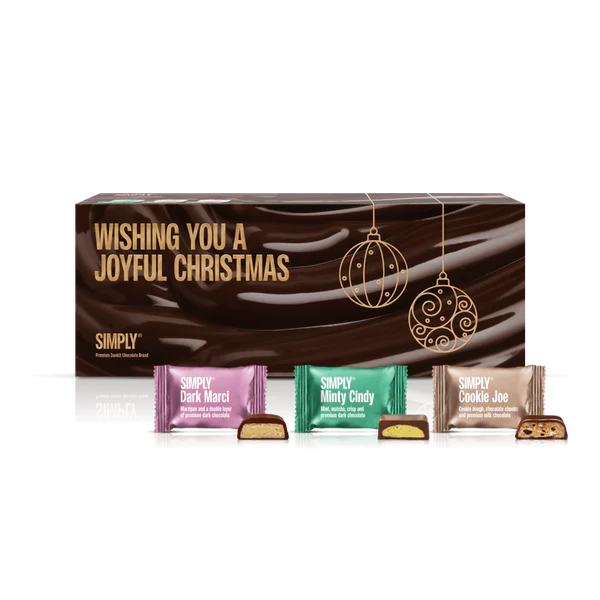 WISHING YOU A
JOYFUL CHRISTMAS
SIMPLY®
Premium Danish Chocolate Brand
SIMPLY®
Dark Marci
Marzipan and a double layer
of premium dark chocolate
SIMPLY®
Minty Cindy
Mint, matcha, crisp and
premium dark chocolate
SIMPLY®
Cookie Joe
Cookie dough, chocolate chunks
and premium milk chocolate